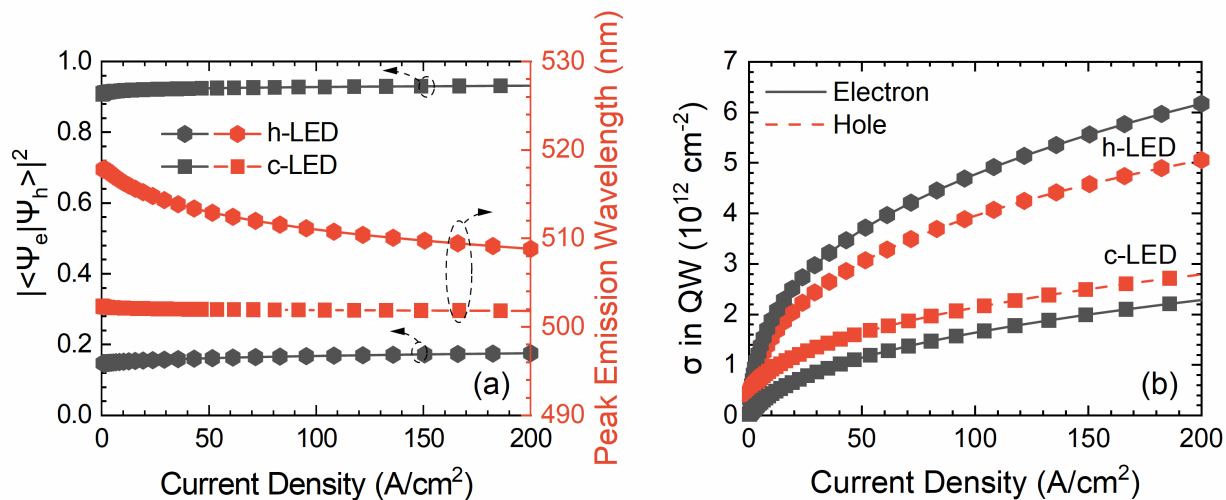 |<Ψe|Ψh>|²
1.0
0.8
0.6
0.4
0.2
0.0
h-LED
c-LED
(a)
530
520
510
500
490
Peak Emission Wavelength (nm)
0 50 100 150 200
Current Density (A/cm²)
σ in QW (10¹² cm⁻²)
7
6
5
4
3
2
1
0
Electron
Hole
h-LED
c-LED
(b)
0 50 100 150 200
Current Density (A/cm²)